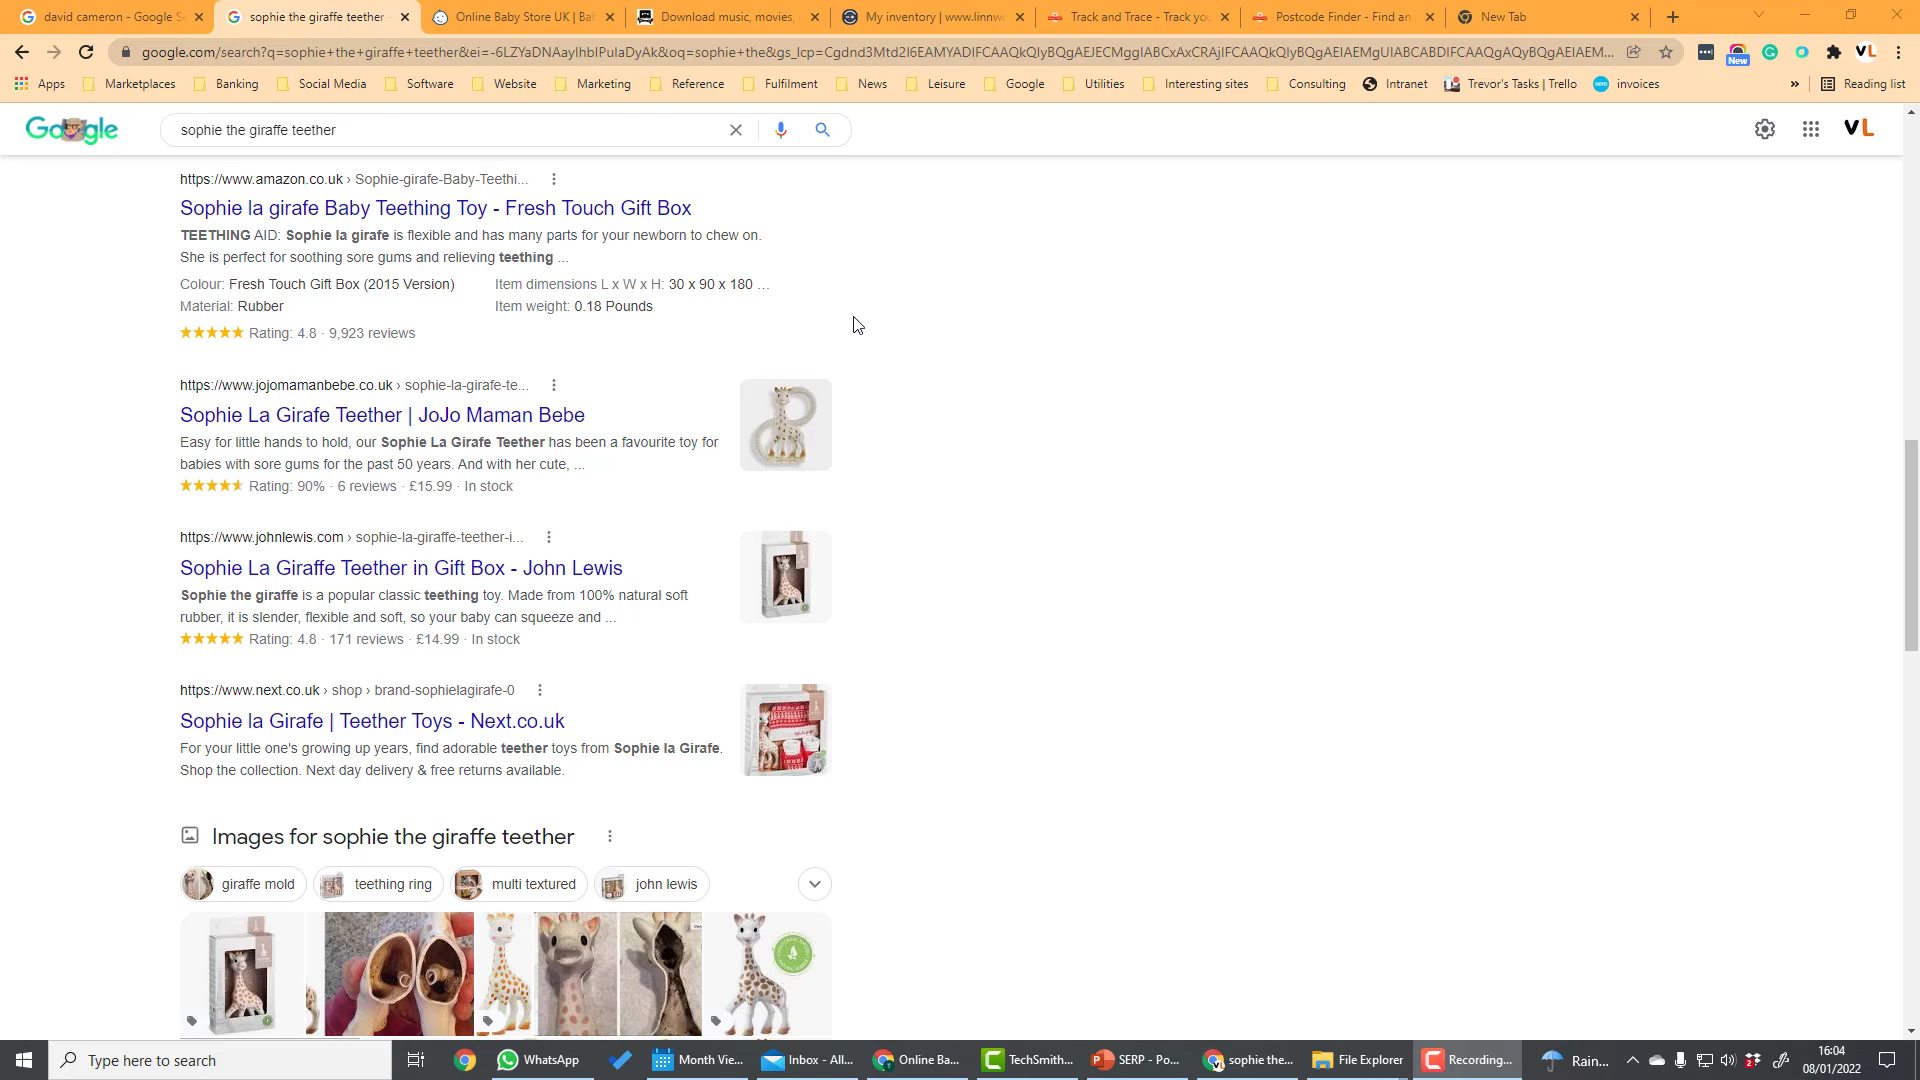 david cameron - Google Se
sophie the giraffe teether -
Online Baby Store UK | Bab
Download music, movies,
My inventory | www.linnwo
Track and Trace - Track you
Postcode Finder - Find an
New Tab
google.com/search?q=sophie+the+giraffe+teether&ei=-6LZYaDNAayIhbIPulaDyAk&oq=sophie+the&gs_lcp=Cgdnd3Mtd2l6EAMYADIFCAAQkQIyBQgAEJECMggIABCxAxCRAjIFCAAQkQIyBQgAEIAEMgUIABCABDIFCAAQgAQyBQgAEIAEM...
New
VL
Apps
Marketplaces
Banking
Social Media
Software
Website
Marketing
Reference
Fulfilment
News
Leisure
Google
Utilities
Interesting sites
Consulting
Intranet
Trevor's Tasks | Trello
invoices
»
Reading list
Google
sophie the giraffe teether
VL
https://www.amazon.co.uk › Sophie-girafe-Baby-Teethi...
Sophie la girafe Baby Teething Toy - Fresh Touch Gift Box
TEETHING AID: Sophie la girafe is flexible and has many parts for your newborn to chew on.
She is perfect for soothing sore gums and relieving teething ...
Colour: Fresh Touch Gift Box (2015 Version) Item dimensions L x W x H: 30 x 90 x 180 ...
Material: Rubber Item weight: 0.18 Pounds
Rating: 4.8 · 9,923 reviews
https://www.jojomamanbebe.co.uk › sophie-la-girafe-te...
Sophie La Girafe Teether | JoJo Maman Bebe
Easy for little hands to hold, our Sophie La Girafe Teether has been a favourite toy for
babies with sore gums for the past 50 years. And with her cute, ...
Rating: 90% · 6 reviews · £15.99 · In stock
https://www.johnlewis.com › sophie-la-giraffe-teether-i...
Sophie La Giraffe Teether in Gift Box - John Lewis
Sophie the giraffe is a popular classic teething toy. Made from 100% natural soft
rubber, it is slender, flexible and soft, so your baby can squeeze and ...
Rating: 4.8 · 171 reviews · £14.99 · In stock
https://www.next.co.uk › shop › brand-sophielagirafe-0
Sophie la Girafe | Teether Toys - Next.co.uk
For your little one's growing up years, find adorable teether toys from Sophie la Girafe.
Shop the collection. Next day delivery & free returns available.
Images for sophie the giraffe teether
giraffe mold
teething ring
multi textured
john lewis
Type here to search
WhatsApp
Month Vie...
Inbox - All...
Online Ba...
TechSmith...
SERP - Po...
sophie the...
File Explorer
Recording...
Rain...
16:04
08/01/2022